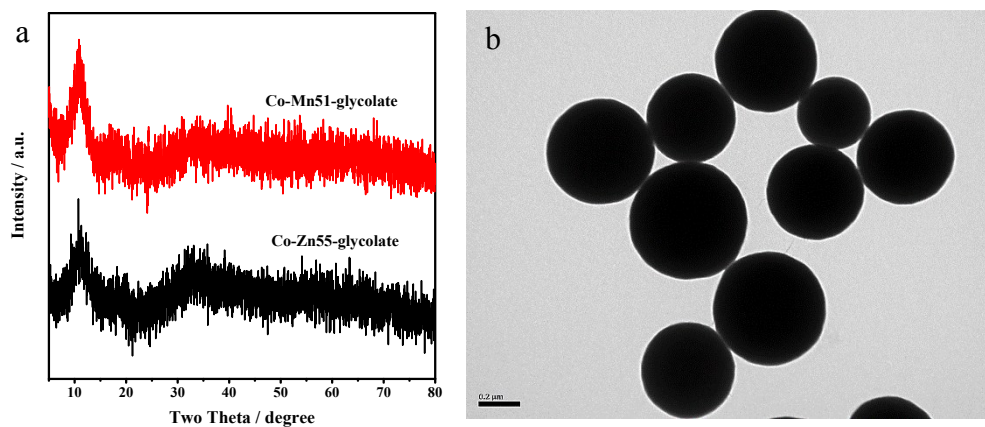 a
Co-Mn51-glycolate
Co-Zn55-glycolate
Intensity / a.u.
10 20 30 40 50 60 70 80
Two Theta / degree
b
0.2 µm